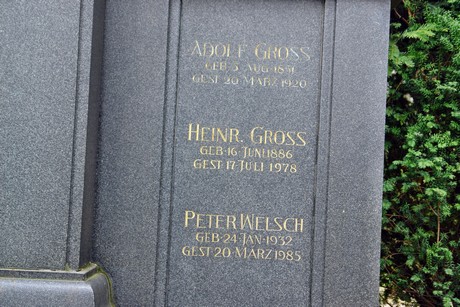 ADOLF GROSS
GEB·5·AUG·
GEST·20·MÄRZ·1920
HEINR. GROSS
GEB·16·JUNI 1886
GEST·17·JULI 1978
PETER WELSCH
GEB·24·JAN·1932
GEST·20·MÄRZ·1985